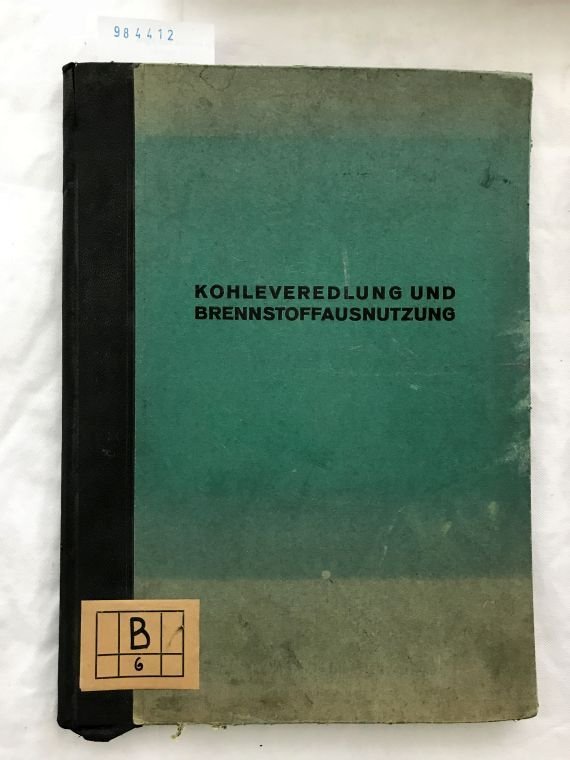 984412
KOHLEVEREDLUNG UND
BRENNSTOFFAUSNUTZUNG
B
6